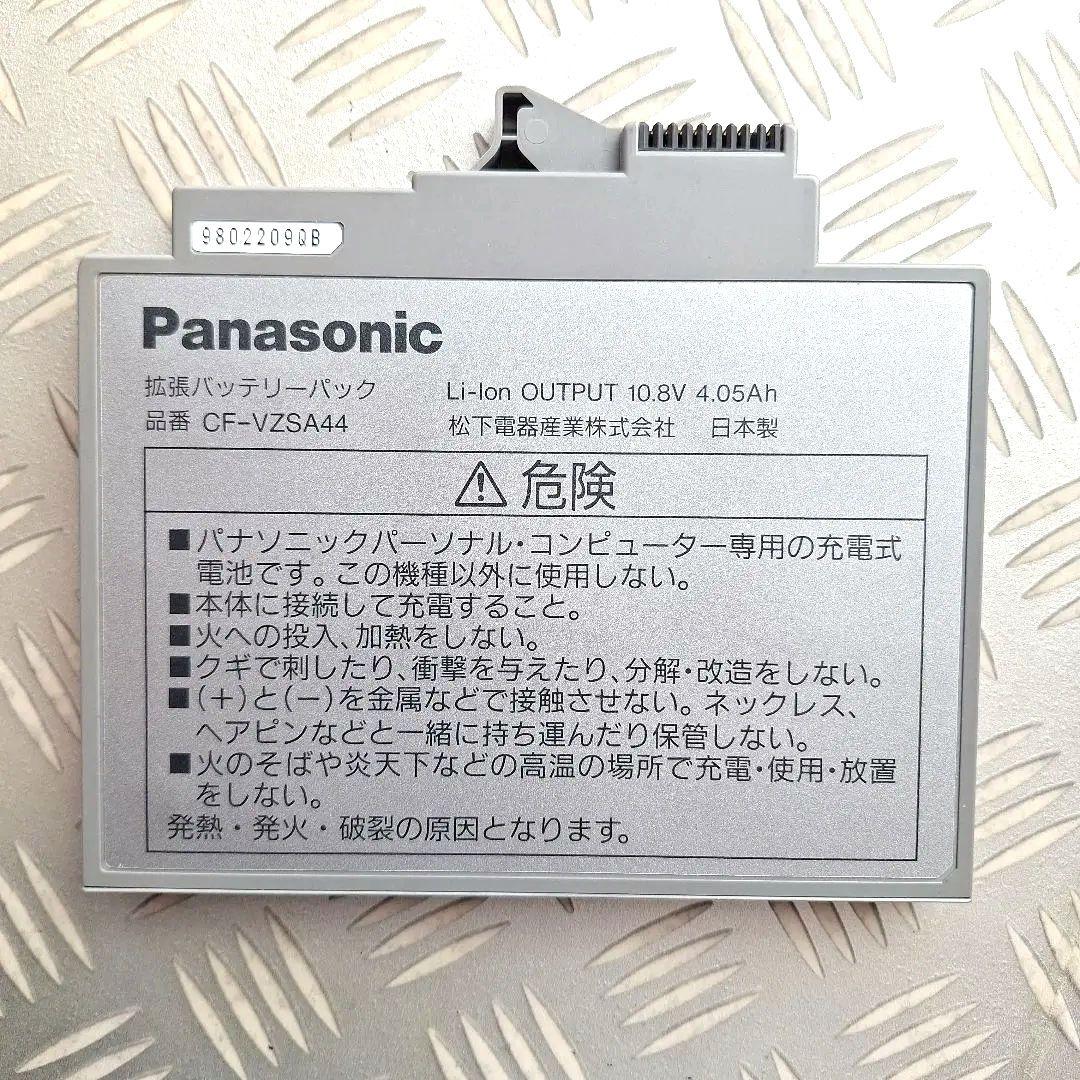 9802209QB
Panasonic
拡張バッテリーパック Li-Ion OUTPUT 10.8V 4.05Ah
品番 CF-VZSA44 松下電器産業株式会社 日本製
⚠危険
■パナソニックパーソナル・コンピューター専用の充電式
電池です。この機種以外に使用しない。
■本体に接続して充電すること。
■火への投入、加熱をしない。
■クギで刺したり、衝撃を与えたり、分解・改造をしない。
■(+)と(−)を金属などで接触させない。ネックレス、
ヘアピンなどと一緒に持ち運んだり保管しない。
■火のそばや炎天下などの高温の場所で充電・使用・放置
をしない。
発熱・発火・破裂の原因となります。